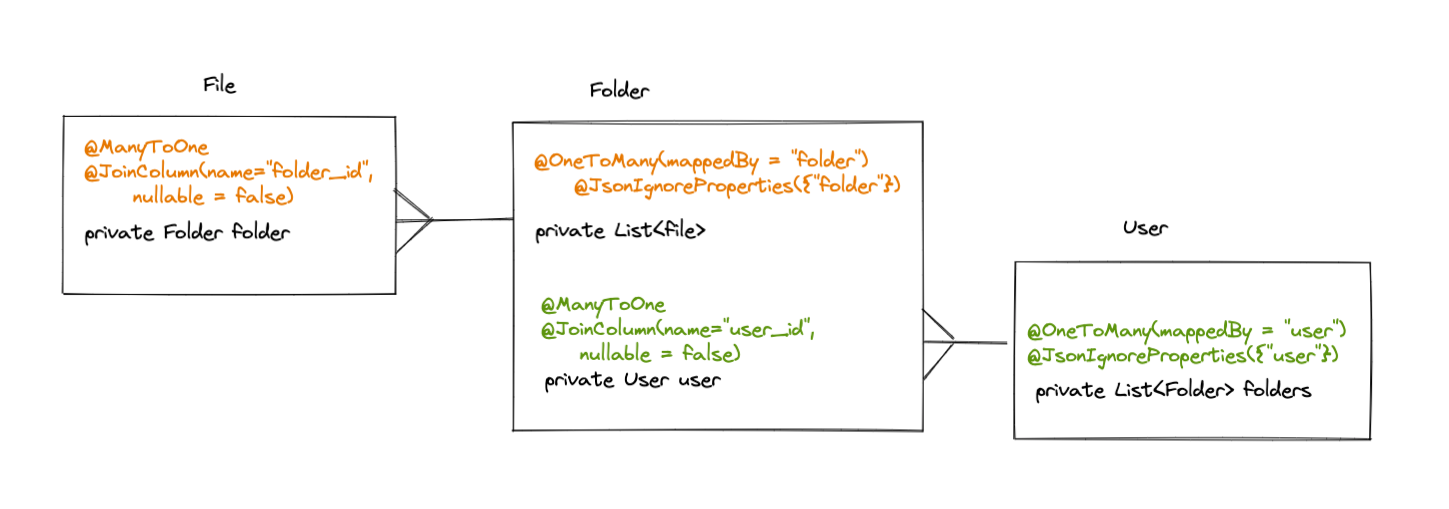 File
@ManyToOne
@JoinColumn(name="folder_id",
nullable = false)
private Folder folder
Folder
@OneToMany(mappedBy = "folder")
@JsonIgnoreProperties({"folder"})
private List<file>
@ManyToOne
@JoinColumn(name="user_id",
nullable = false)
private User user
User
@OneToMany(mappedBy = "user")
@JsonIgnoreProperties({"user"})
private List<Folder> folders